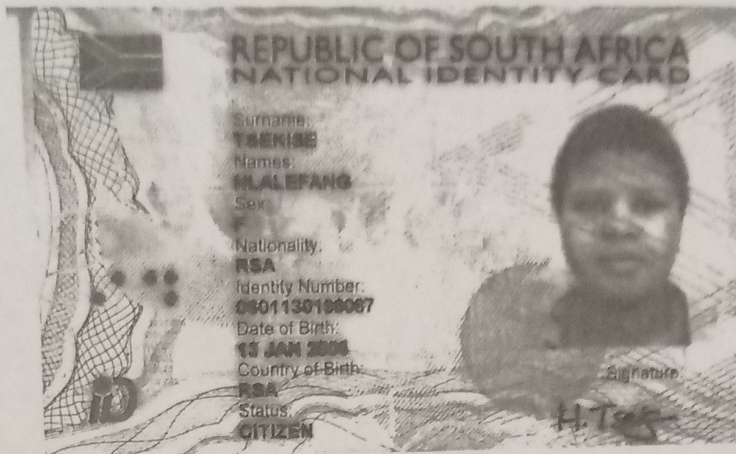 REPUBLIC OF SOUTH AFRICA
NATIONAL IDENTITY CARD
Surname:
TSEKISE
Names:
HLALEFANG
Sex:
F
Nationality:
RSA
Identity Number:
Date of Birth:
13 JAN
Country of Birth:
RSA
Status:
CITIZEN
Signature
iD